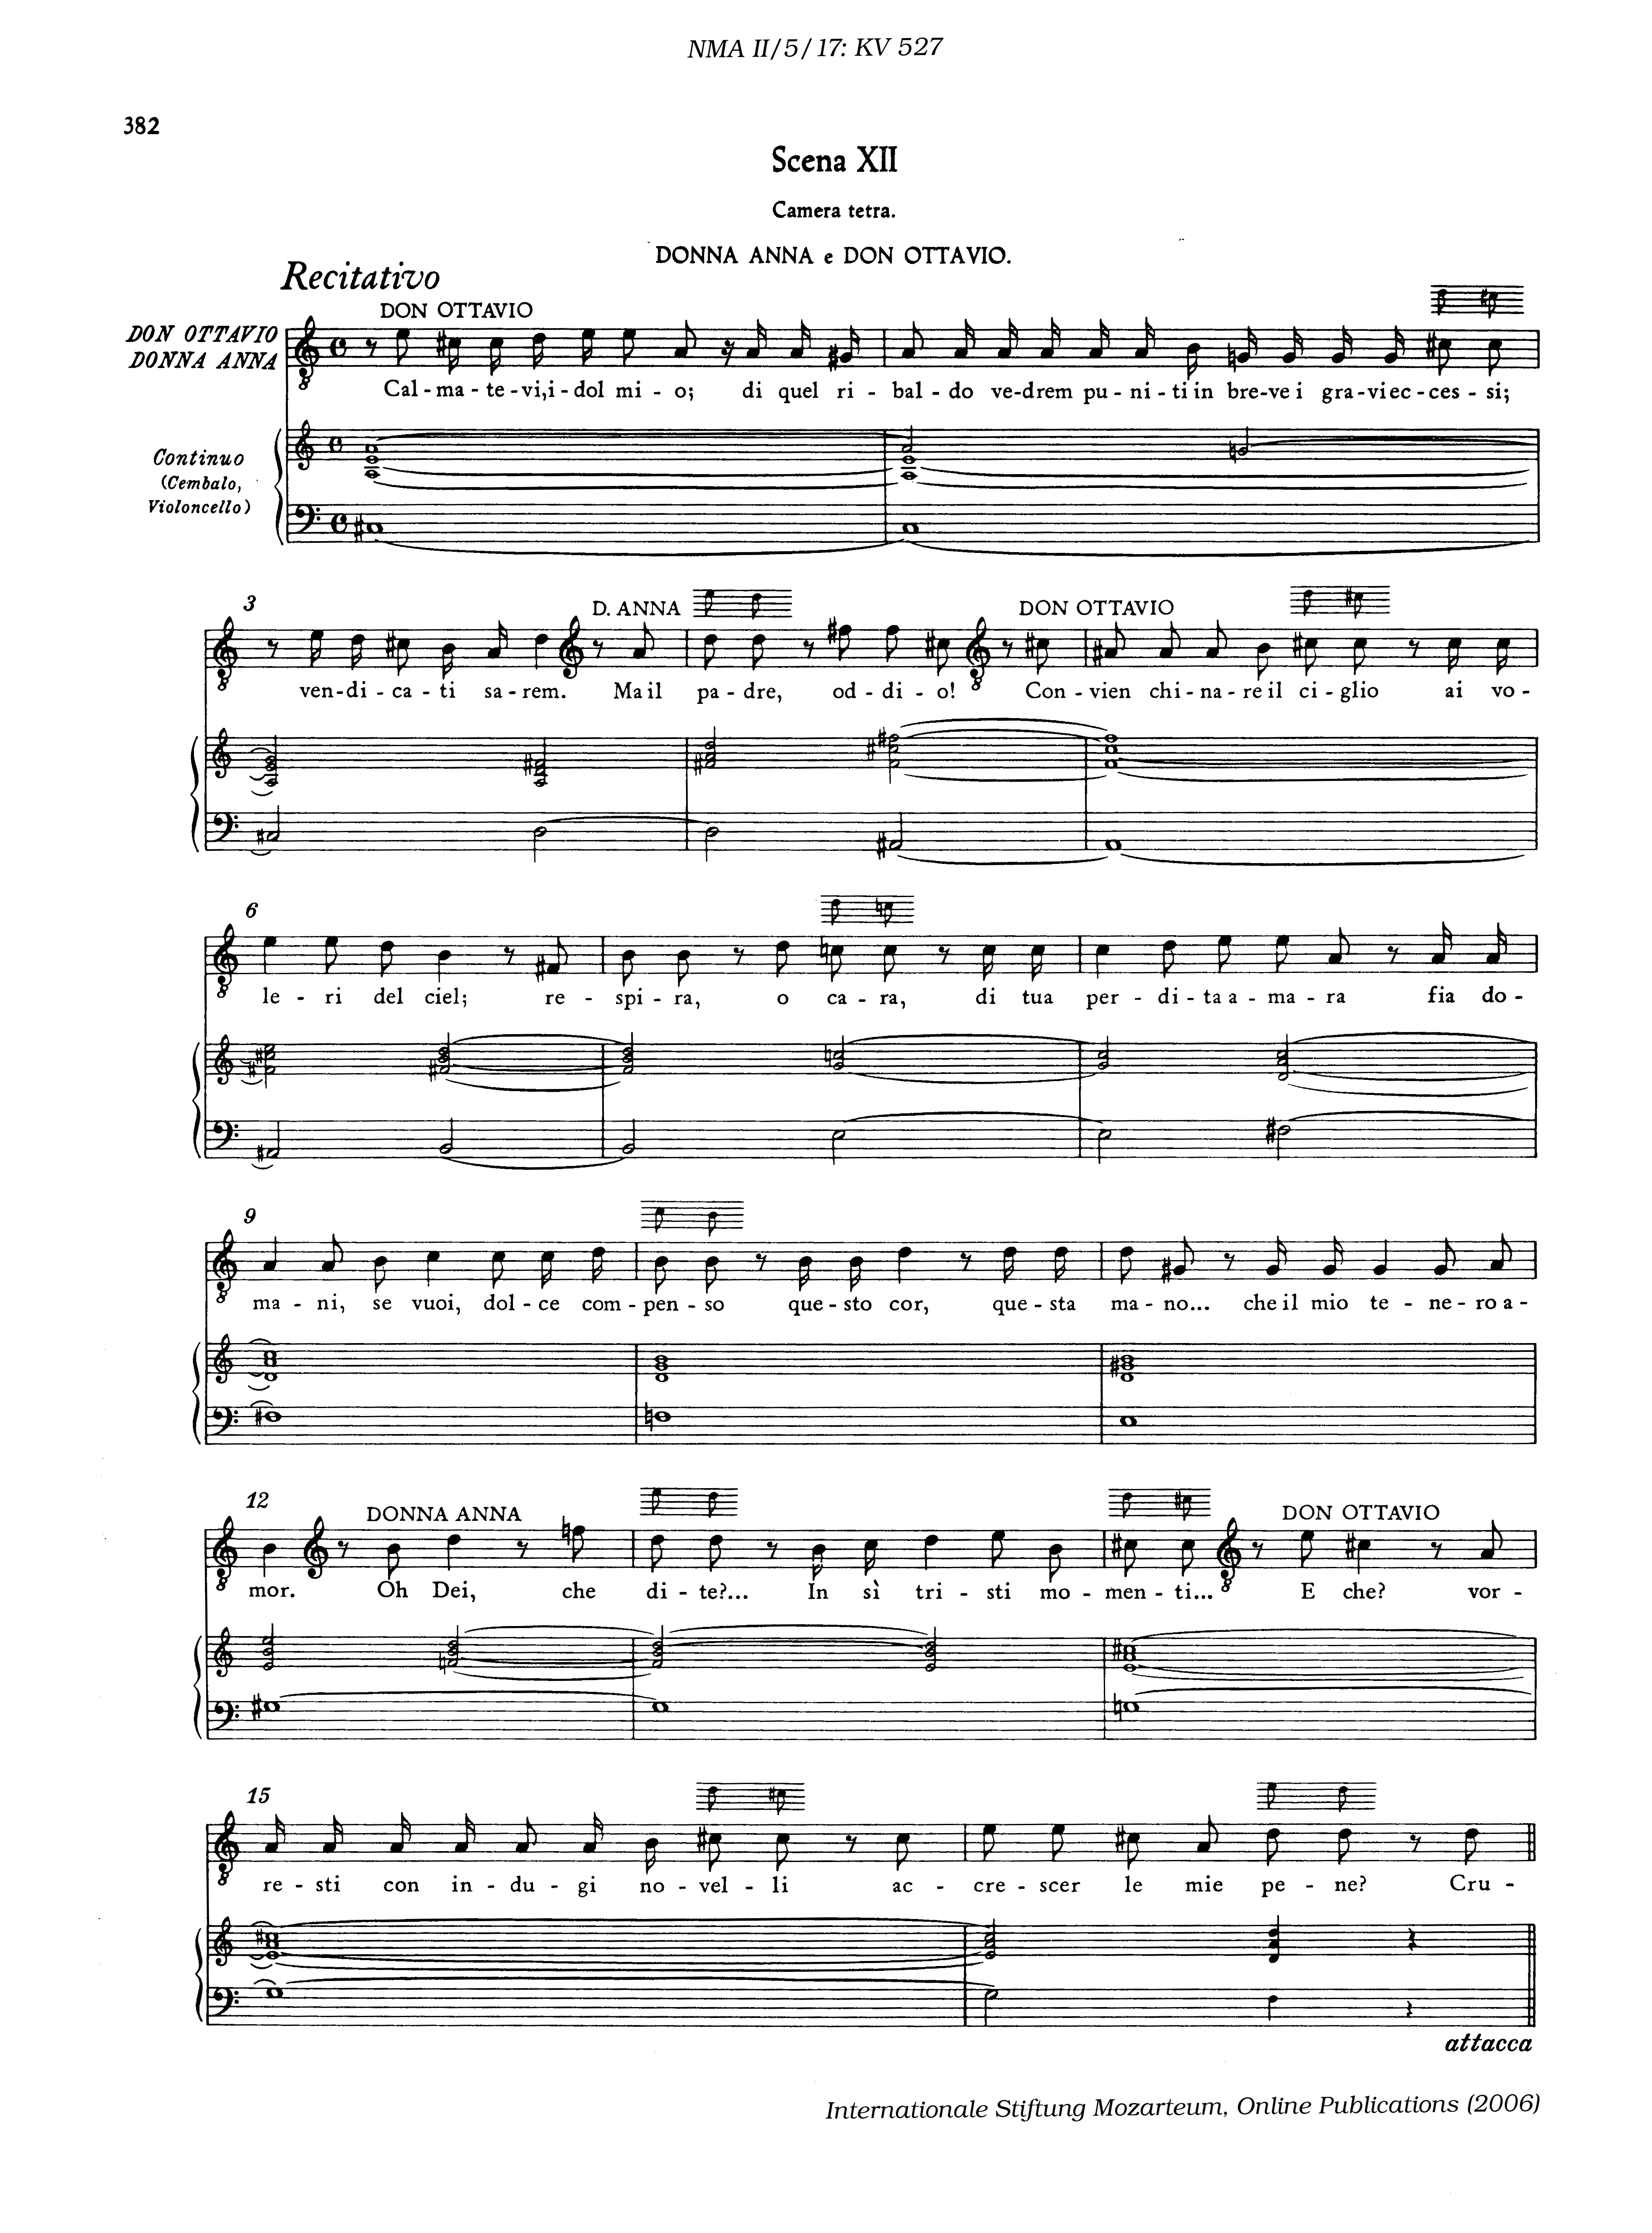 NMA II/5/17: KV 527
382
Scena XII
Camera tetra.
DONNA ANNA e DON OTTAVIO.
Recitativo
DON OTTAVIO
DON OTTAVIO
DONNA ANNA
Cal - ma - te - vi, i - dol mi - o; di quel ri - bal - do ve - drem pu - ni - ti in bre - ve i gra - vi ec - ces - si;
Continuo
(Cembalo,
Violoncello)
3
D. ANNA
DON OTTAVIO
ven - di - ca - ti sa - rem. Ma il pa - dre, od - di - o! Con - vien chi - na - re il ci - glio ai vo -
6
le - ri del ciel; re - spi - ra, o ca - ra, di tua per - di - ta a - ma - ra fia do -
9
ma - ni, se vuoi, dol - ce com - pen - so que - sto cor, que - sta ma - no... che il mio te - ne - ro a -
12
DONNA ANNA
DON OTTAVIO
mor. Oh Dei, che di - te?... In sì tri - sti mo - men - ti... E che? vor -
15
re - sti con in - du - gi no - vel - li ac - cre - scer le mie pe - ne? Cru -
attacca
Internationale Stiftung Mozarteum, Online Publications (2006)